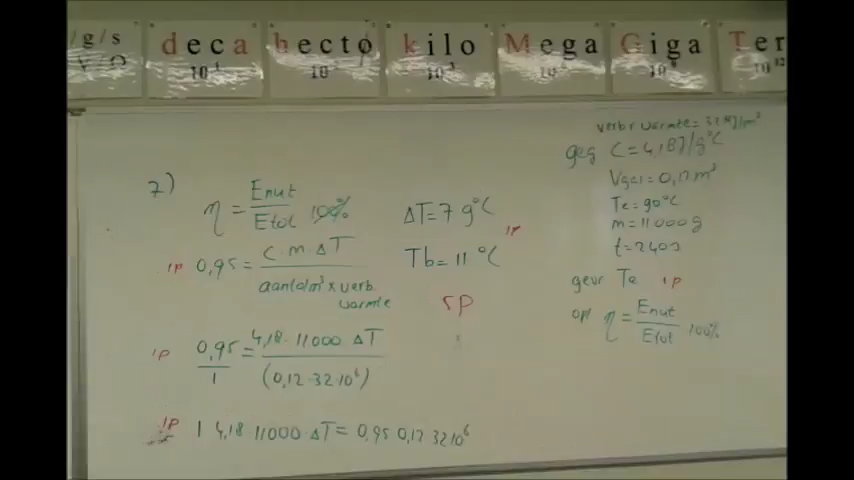 /g/s deca hecto kilo Mega Giga Ter
10¹ 10² 10³ 10⁶ 10⁹ 10¹²
verbr warmte = 32 MJ/m³
geg C = 4,18 J/g°C
Vgas = 0,12 m³
Te = 90°C
m = 11000 g
t = 240 s
gevr Te 1P
opl η = Enut / Etot 100%
7)
η = Enut / Etot 100%
1P 0,95 = c · m ΔT / aantal m³ x verb. warmte
1P 0,95 / 1 = 4,18 · 11000 ΔT / (0,12 · 32 · 10⁶)
1P 1 4,18 11000 ΔT = 0,95 0,12 32 10⁶
ΔT = 79°C
Tb = 11 °C 1P
5P